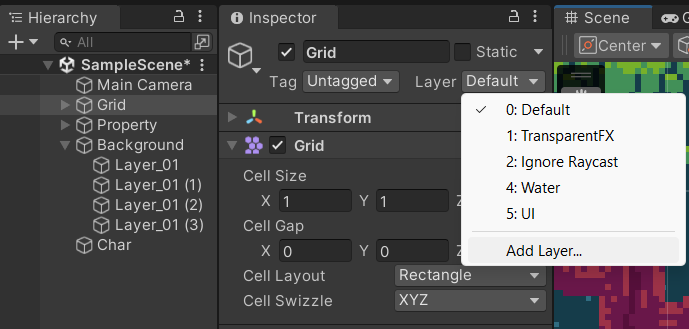 Hierarchy
All
SampleScene*
Main Camera
Grid
Property
Background
Layer_01
Layer_01 (1)
Layer_01 (2)
Layer_01 (3)
Char
Inspector
Grid
Static
Tag Untagged Layer Default
Transform
Grid
Cell Size
X 1 Y 1 Z
Cell Gap
X 0 Y 0 Z
Cell Layout Rectangle
Cell Swizzle XYZ
0: Default
1: TransparentFX
2: Ignore Raycast
4: Water
5: UI
Add Layer...
Scene
Center